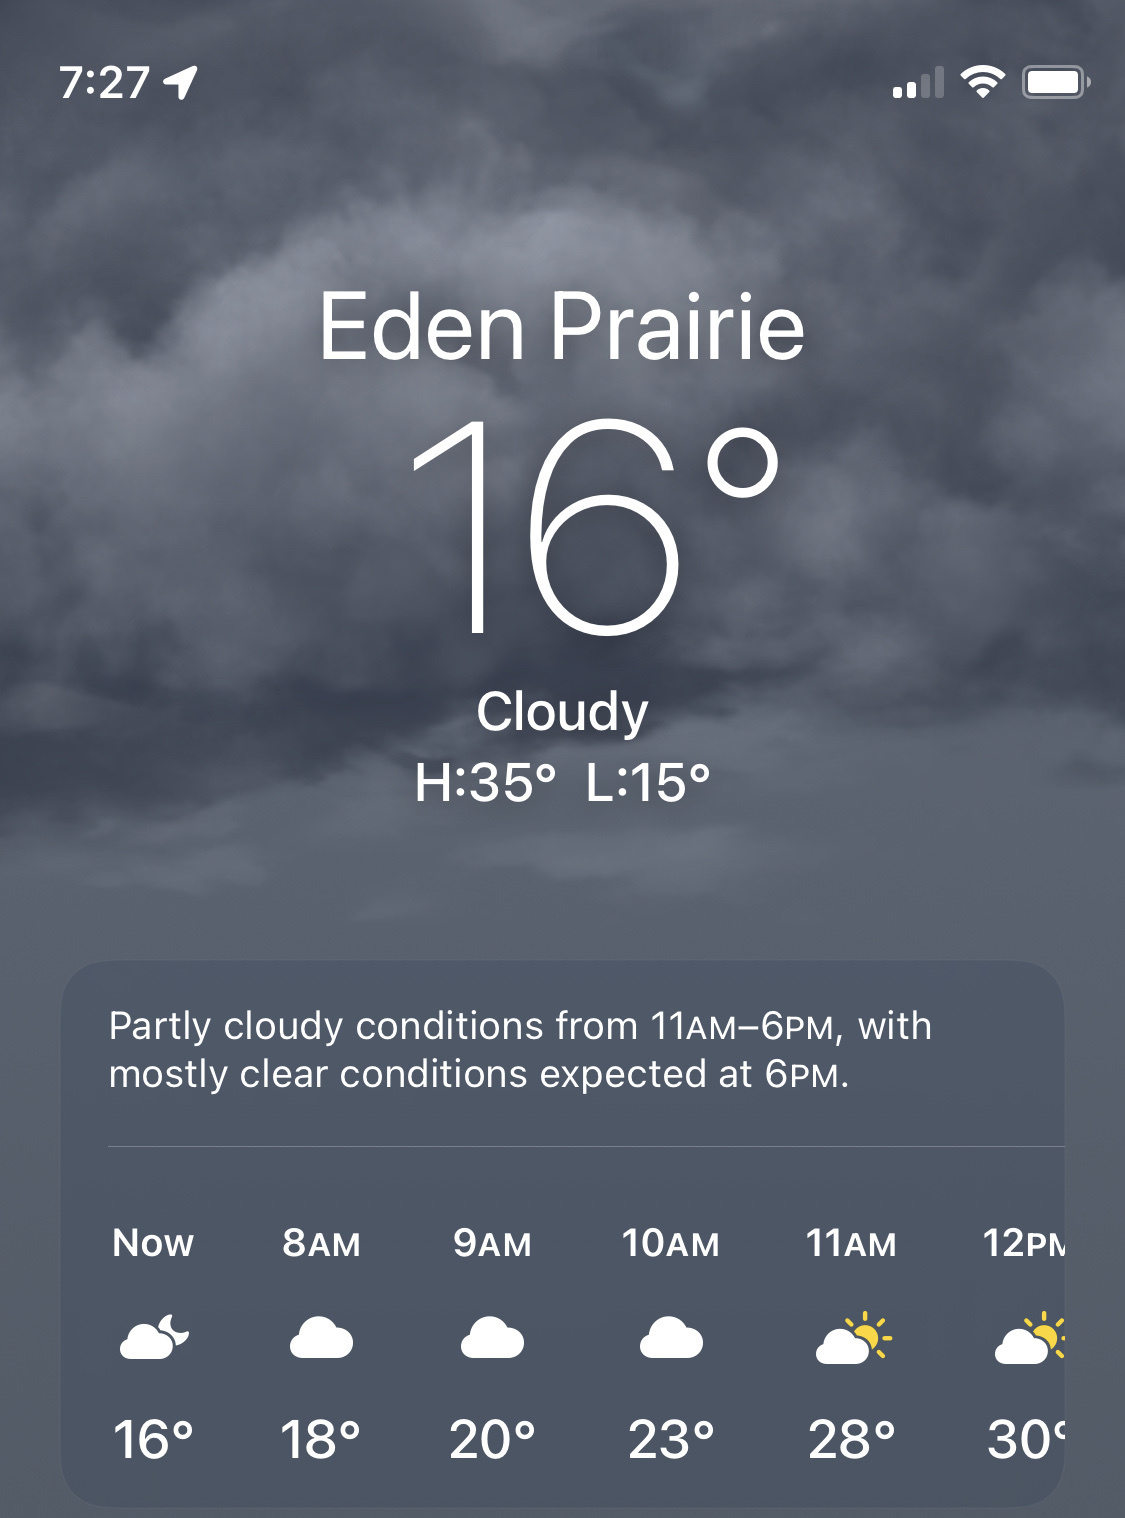 7:27
Eden Prairie
16°
Cloudy
H:35° L:15°
Partly cloudy conditions from 11AM–6PM, with
mostly clear conditions expected at 6PM.
Now 8AM 9AM 10AM 11AM 12PM
16° 18° 20° 23° 28° 30°